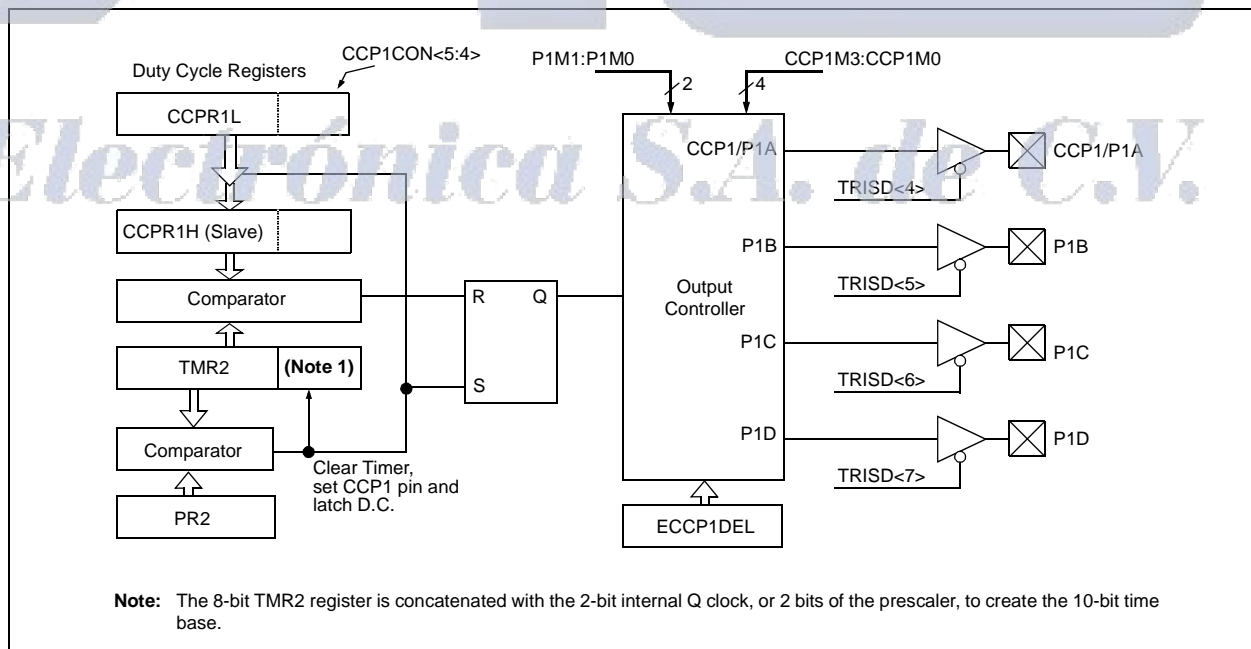 CCP1CON<5:4>
Duty Cycle Registers
CCPR1L
CCPR1H (Slave)
Comparator
TMR2
(Note 1)
Comparator
PR2
Clear Timer,
set CCP1 pin and
latch D.C.
R
Q
S
P1M1:P1M0
2
CCP1M3:CCP1M0
4
Output
Controller
CCP1/P1A
P1B
P1C
P1D
ECCP1DEL
TRISD<4>
CCP1/P1A
TRISD<5>
P1B
TRISD<6>
P1C
TRISD<7>
P1D
Electrónica S.A. de C.V.
Note: The 8-bit TMR2 register is concatenated with the 2-bit internal Q clock, or 2 bits of the prescaler, to create the 10-bit time
base.